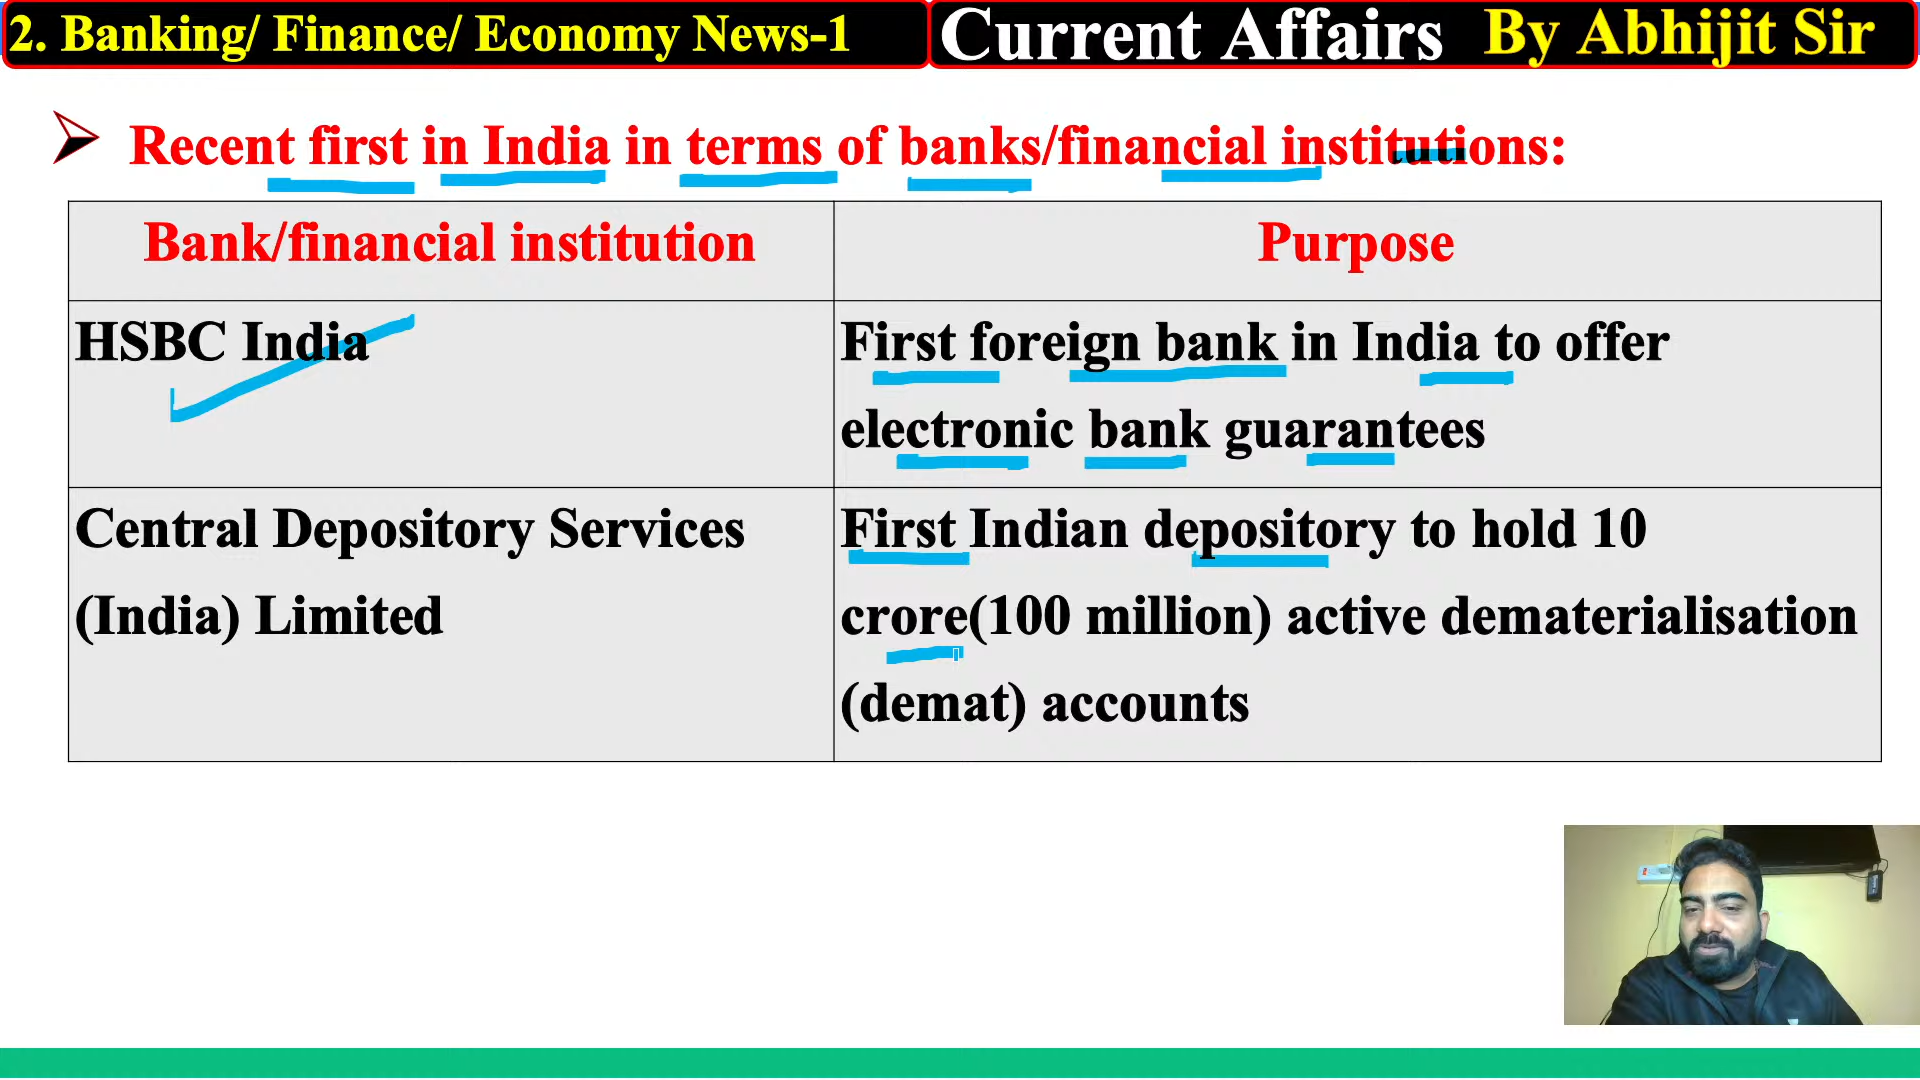 2. Banking/ Finance/ Economy News-1
Current Affairs By Abhijit Sir
Recent first in India in terms of banks/financial institutions:
Bank/financial institution
Purpose
HSBC India
First foreign bank in India to offer
electronic bank guarantees
Central Depository Services
(India) Limited
First Indian depository to hold 10
crore(100 million) active dematerialisation
(demat) accounts